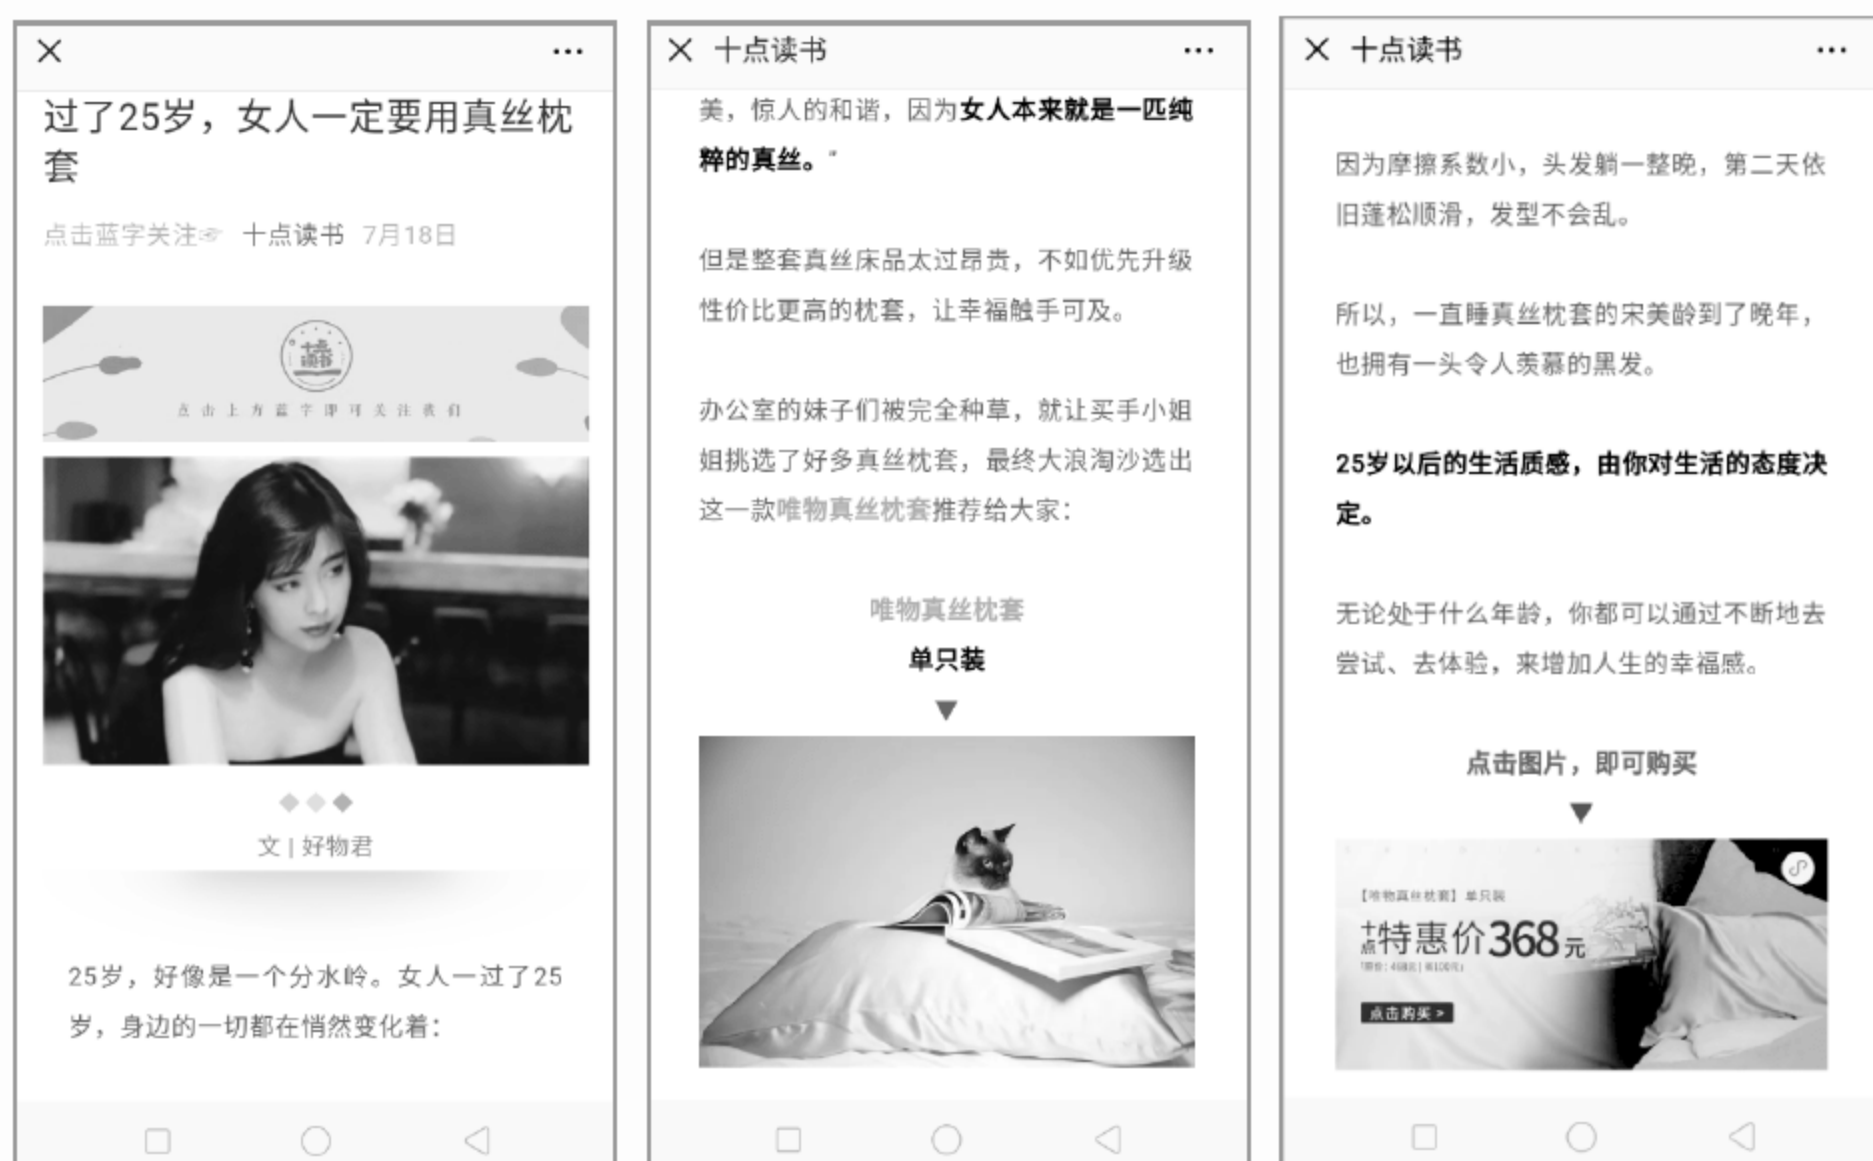 过了25岁，女人一定要用真丝枕
套
点击蓝字关注☞ 十点读书 7月18日
十点
读书
点击上方蓝字即可关注我们
文 | 好物君
25岁，好像是一个分水岭。女人一过了25
岁，身边的一切都在悄然变化着：
十点读书
美，惊人的和谐，因为女人本来就是一匹纯
粹的真丝。”
但是整套真丝床品太过昂贵，不如优先升级
性价比更高的枕套，让幸福触手可及。
办公室的妹子们被完全种草，就让买手小姐
姐挑选了好多真丝枕套，最终大浪淘沙选出
这一款唯物真丝枕套推荐给大家：
唯物真丝枕套
单只装
十点读书
因为摩擦系数小，头发躺一整晚，第二天依
旧蓬松顺滑，发型不会乱。
所以，一直睡真丝枕套的宋美龄到了晚年，
也拥有一头令人羡慕的黑发。
25岁以后的生活质感，由你对生活的态度决
定。
无论处于什么年龄，你都可以通过不断地去
尝试、去体验，来增加人生的幸福感。
点击图片，即可购买
【唯物真丝枕套】单只装
十点特惠价368元
点击购买 >